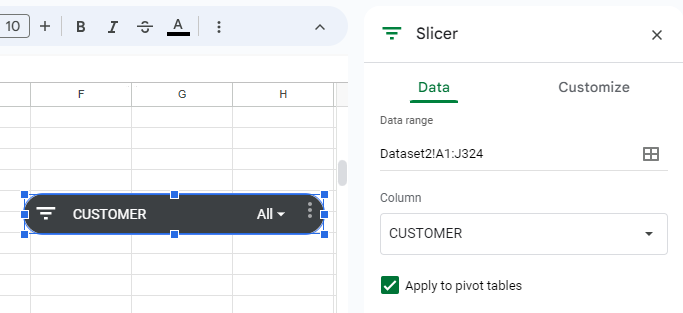 10 + B I S A
Slicer
Data Customize
Data range
Dataset2!A1:J324
F G H
Column
CUSTOMER All
CUSTOMER
Apply to pivot tables